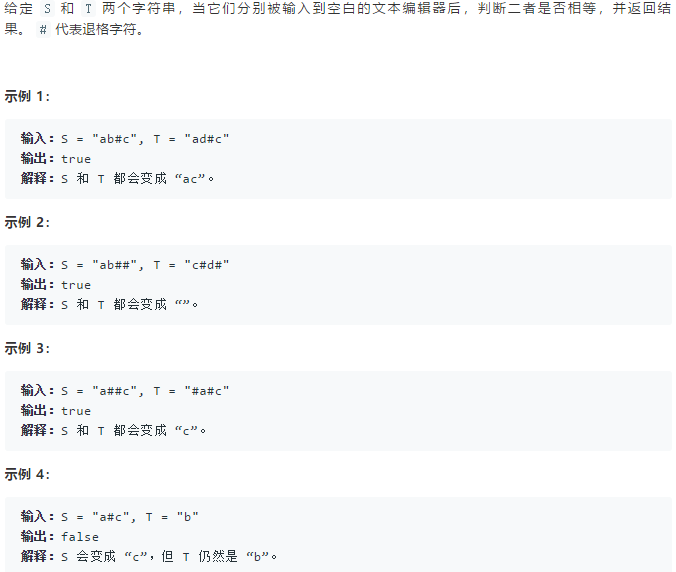 给定 S 和 T 两个字符串，当它们分别被输入到空白的文本编辑器后，判断二者是否相等，并返回结
果。 # 代表退格字符。
示例 1：
输入：S = "ab#c", T = "ad#c"
输出：true
解释：S 和 T 都会变成 “ac”。
示例 2：
输入：S = "ab##", T = "c#d#"
输出：true
解释：S 和 T 都会变成 “”。
示例 3：
输入：S = "a##c", T = "#a#c"
输出：true
解释：S 和 T 都会变成 “c”。
示例 4：
输入：S = "a#c", T = "b"
输出：false
解释：S 会变成 “c”，但 T 仍然是 “b”。